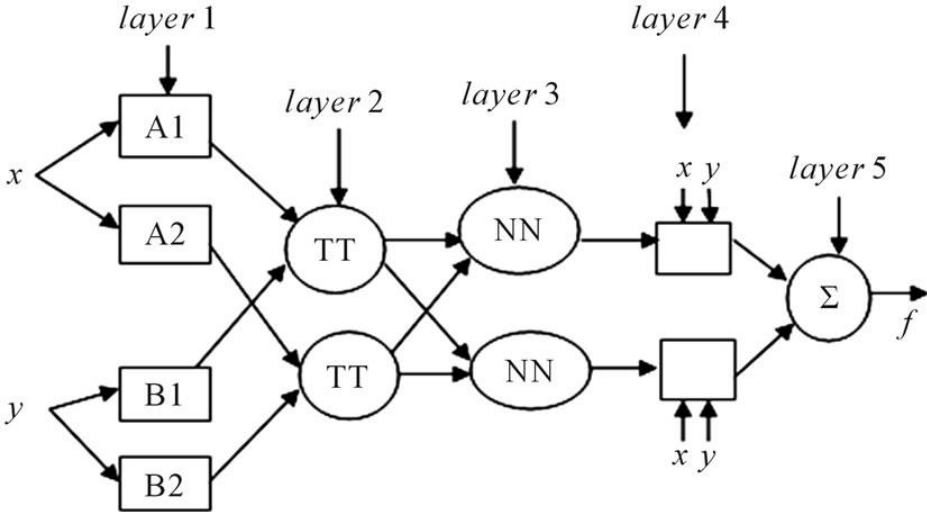 layer 1
layer 4
layer 2
layer 3
A1
x
x y
layer 5
A2
TT
NN
Σ
f
TT
NN
y
B1
B2
x y